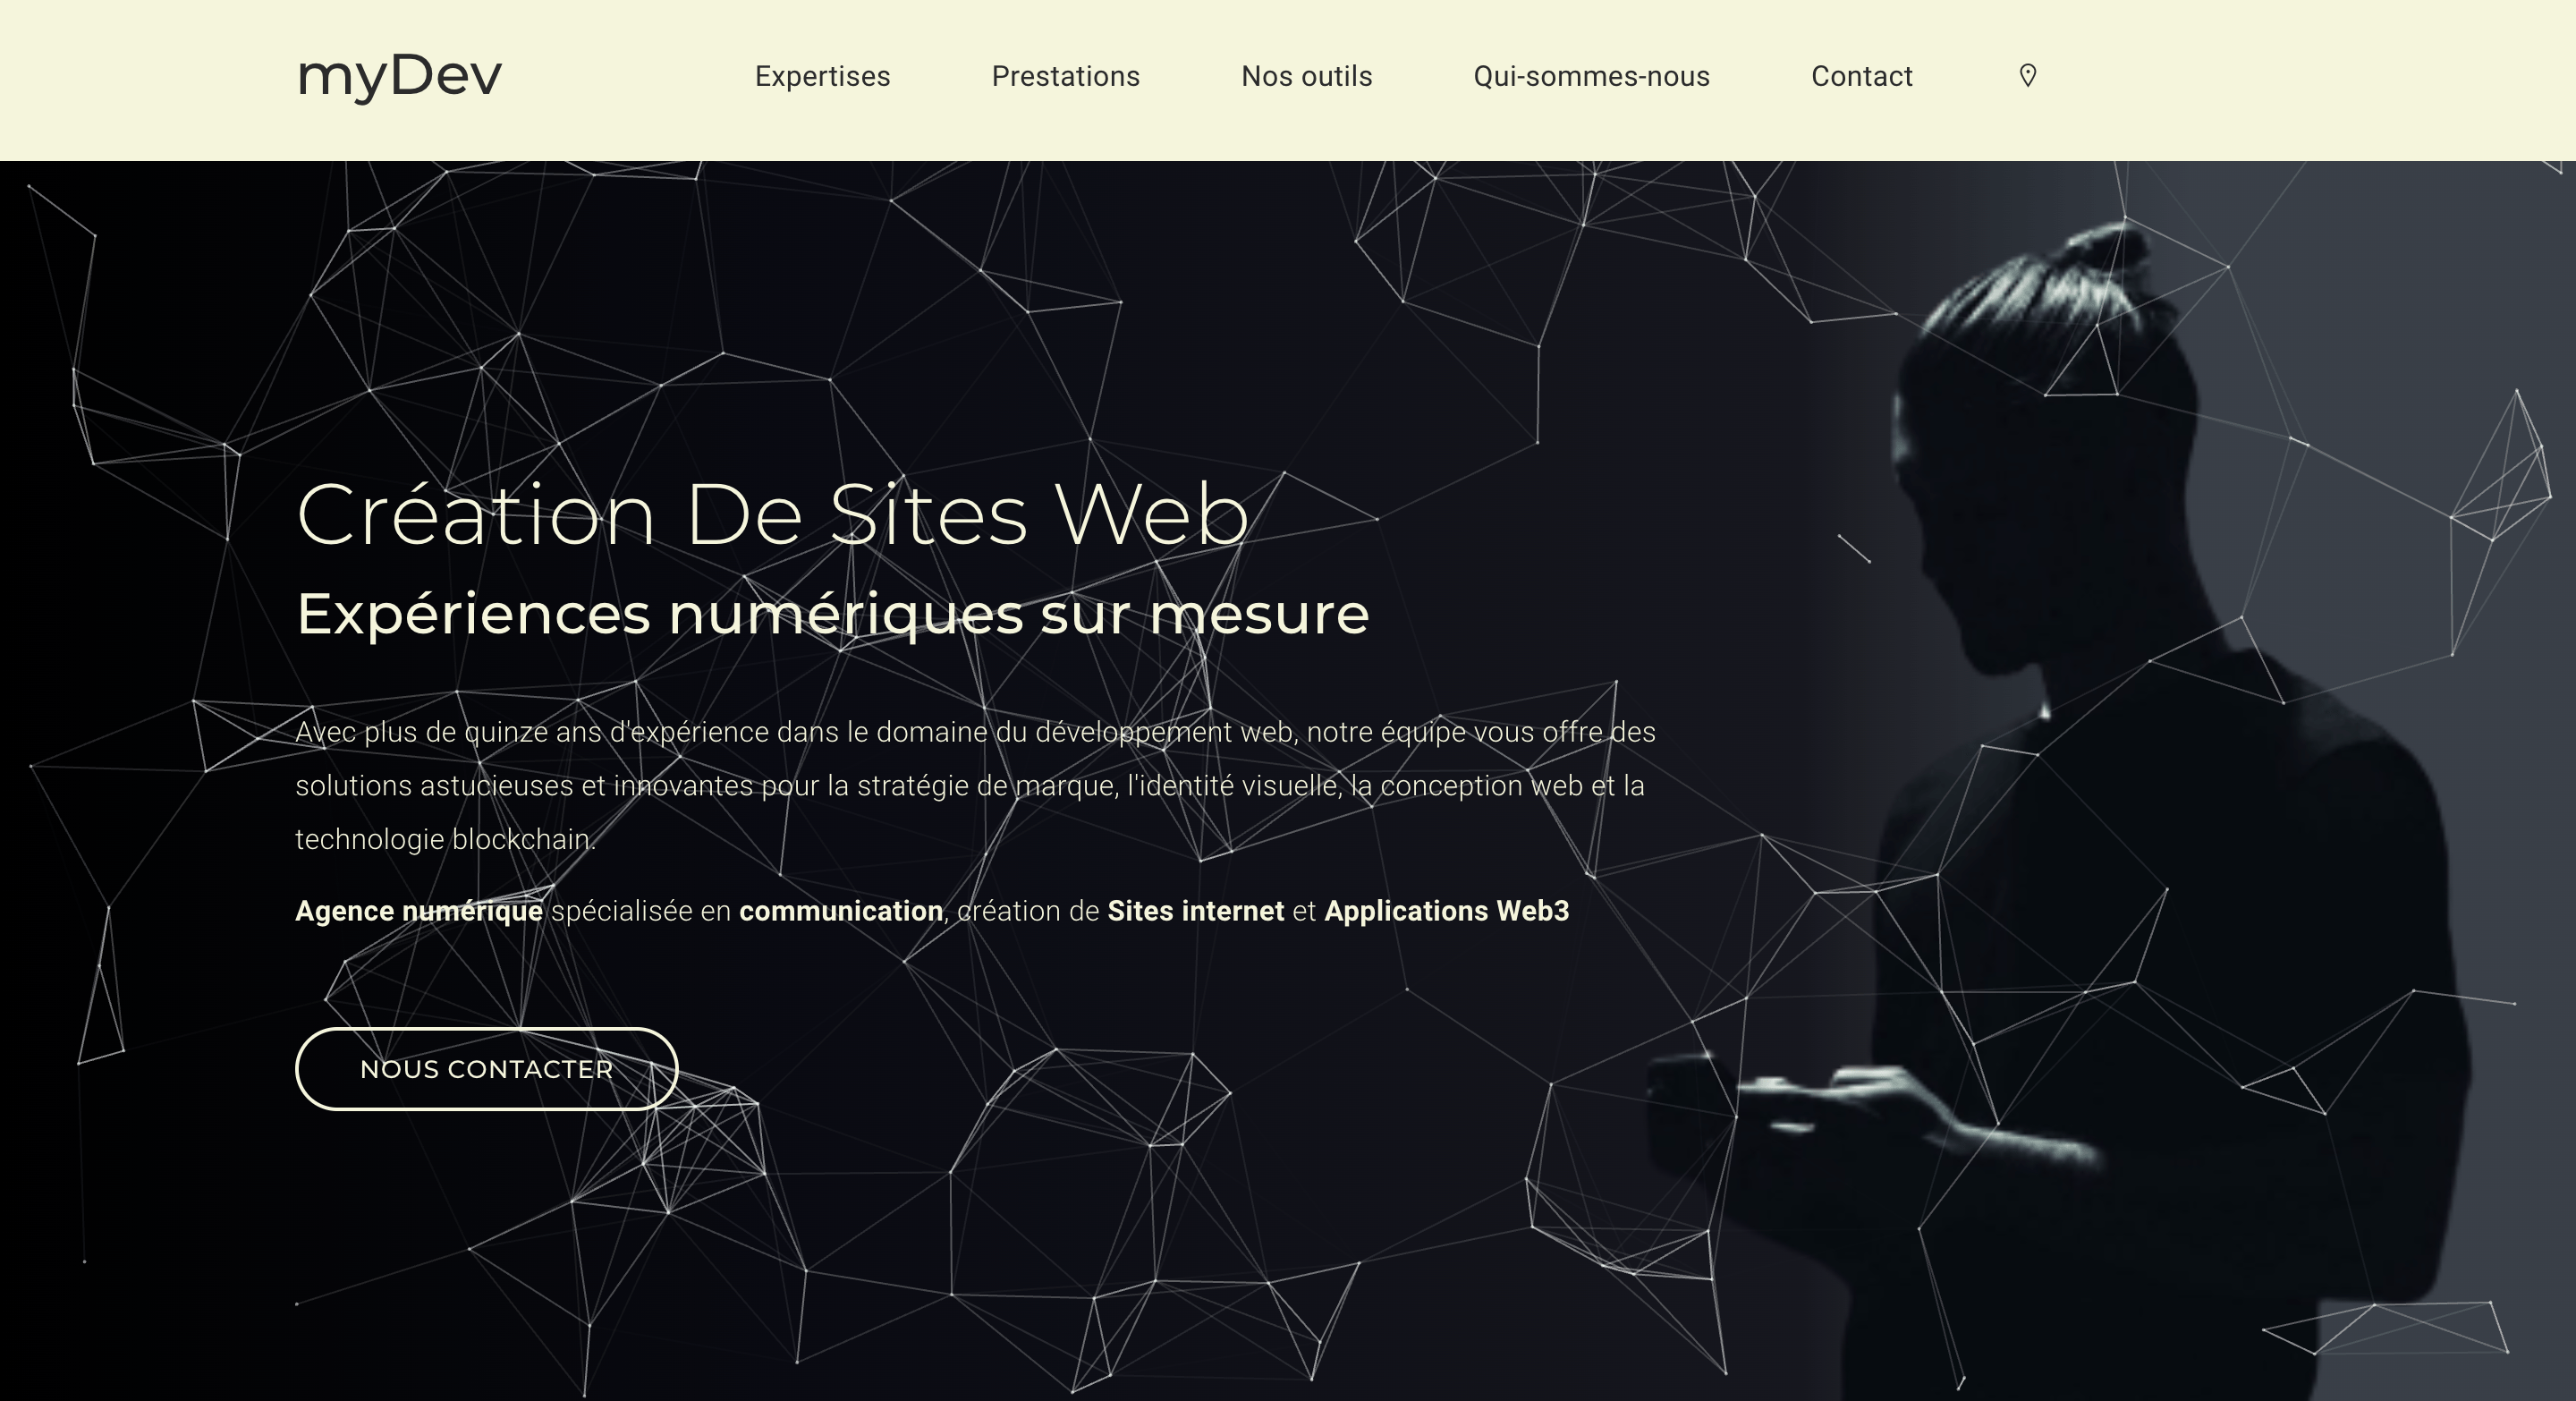 myDev
Expertises
Prestations
Nos outils
Qui-sommes-nous
Contact
Création De Sites Web
Expériences numériques sur mesure
Avec plus de quinze ans d'expérience dans le domaine du développement web, notre équipe vous offre des
solutions astucieuses et innovantes pour la stratégie de marque, l'identité visuelle, la conception web et la
technologie blockchain.
Agence numérique spécialisée en communication, création de Sites internet et Applications Web3
NOUS CONTACTER